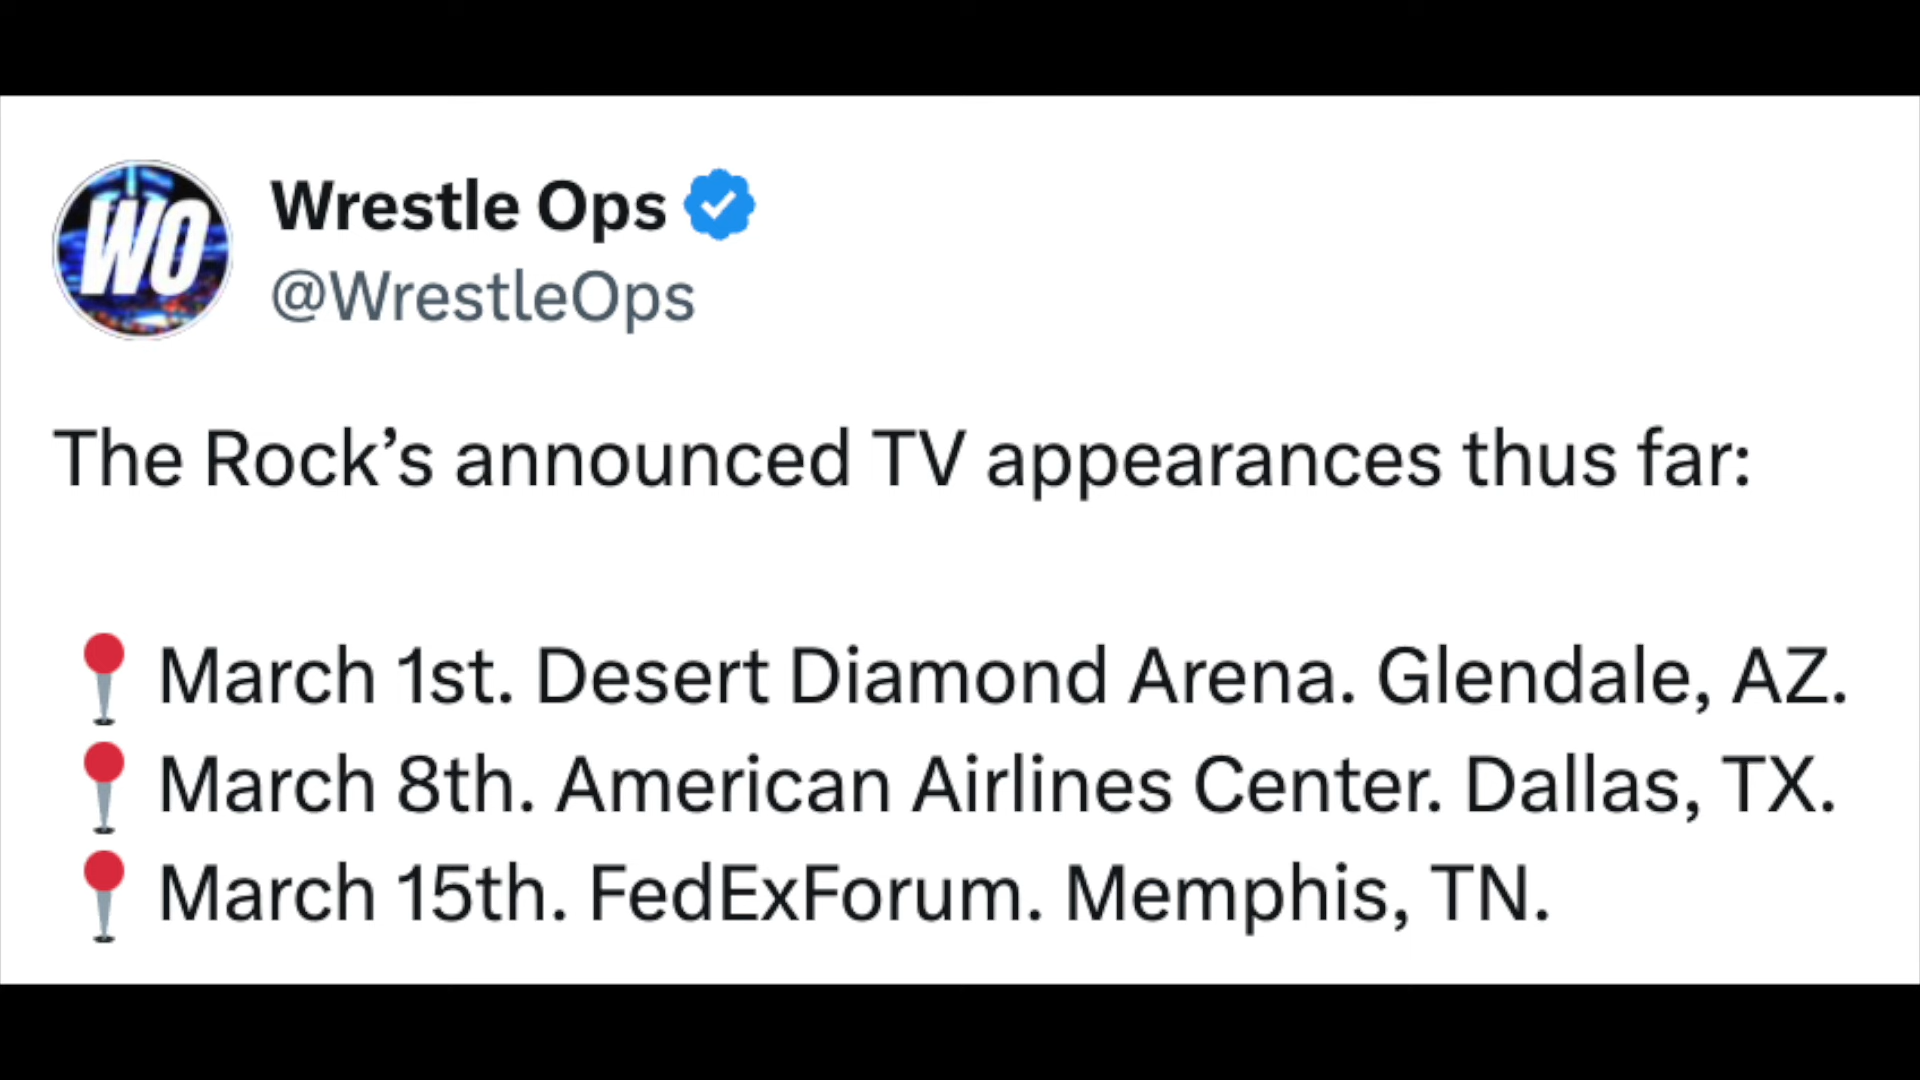 WO
Wrestle Ops
@WrestleOps
The Rock’s announced TV appearances thus far:
📍 March 1st. Desert Diamond Arena. Glendale, AZ.
📍 March 8th. American Airlines Center. Dallas, TX.
📍 March 15th. FedExForum. Memphis, TN.